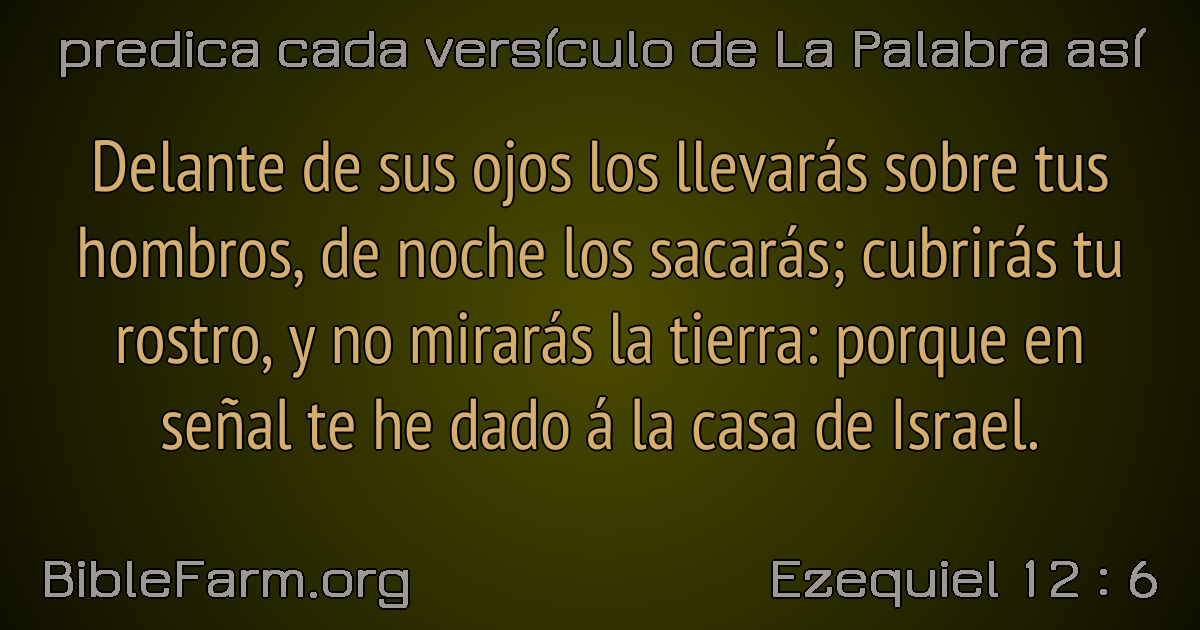 predica cada versículo de La Palabra así
Delante de sus ojos los llevarás sobre tus
hombros, de noche los sacarás; cubrirás tu
rostro, y no mirarás la tierra: porque en
señal te he dado á la casa de Israel.
BibleFarm.org
Ezequiel 12 : 6